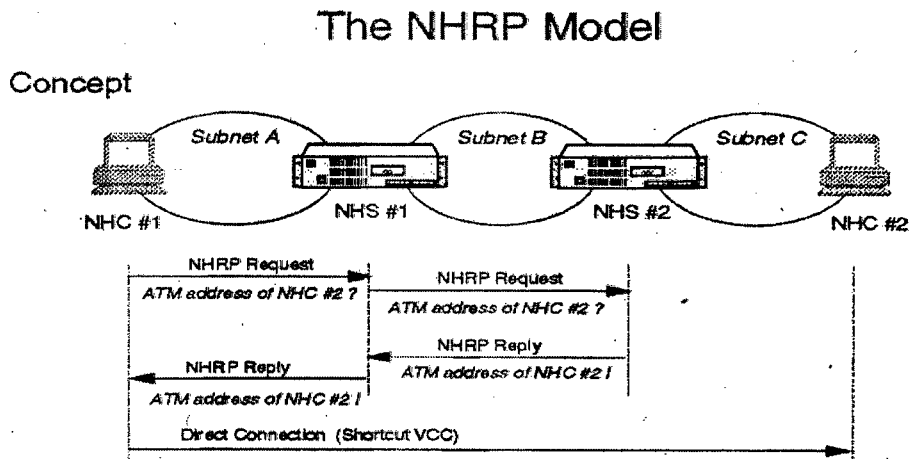 The NHRP Model
Concept
Subnet A
Subnet B
Subnet C
NHC #1
NHS #1
NHS #2
NHC #2
NHRP Request
ATM address of NHC #2 ?
NHRP Request
ATM address of NHC #2 ?
NHRP Reply
ATM address of NHC #2 !
NHRP Reply
ATM address of NHC #2 !
Direct Connection (Shortcut VCC)